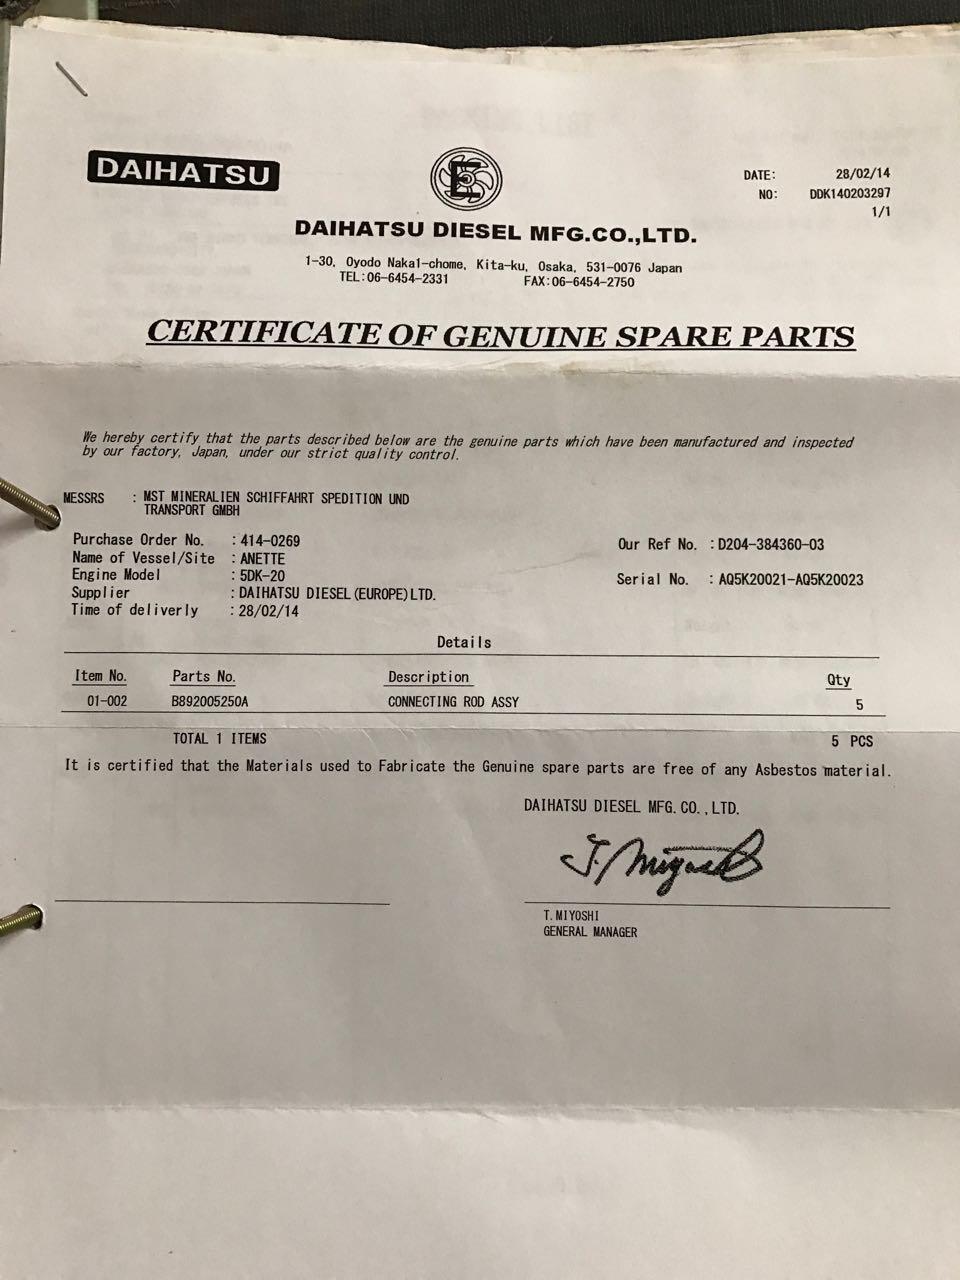 DAIHATSU
E
DATE: 28/02/14
NO: DDK140203297
1/1
DAIHATSU DIESEL MFG.CO.,LTD.
1-30, Oyodo Naka1-chome, Kita-ku, Osaka, 531-0076 Japan
TEL:06-6454-2331 FAX:06-6454-2750
CERTIFICATE OF GENUINE SPARE PARTS
We hereby certify that the parts described below are the genuine parts which have been manufactured and inspected
by our factory, Japan, under our strict quality control.
MESSRS : MST MINERALIEN SCHIFFAHRT SPEDITION UND
TRANSPORT GMBH
Purchase Order No. : 414-0269 Our Ref No. : D204-384360-03
Name of Vessel/Site : ANETTE
Engine Model : 5DK-20 Serial No. : AQ5K20021-AQ5K20023
Supplier : DAIHATSU DIESEL(EUROPE)LTD.
Time of deliverly : 28/02/14
Details
Item No. Parts No. Description Qty
01-002 B892005250A CONNECTING ROD ASSY 5
TOTAL 1 ITEMS 5 PCS
It is certified that the Materials used to Fabricate the Genuine spare parts are free of any Asbestos material.
DAIHATSU DIESEL MFG. CO. , LTD.
T. MIYOSHI
GENERAL MANAGER